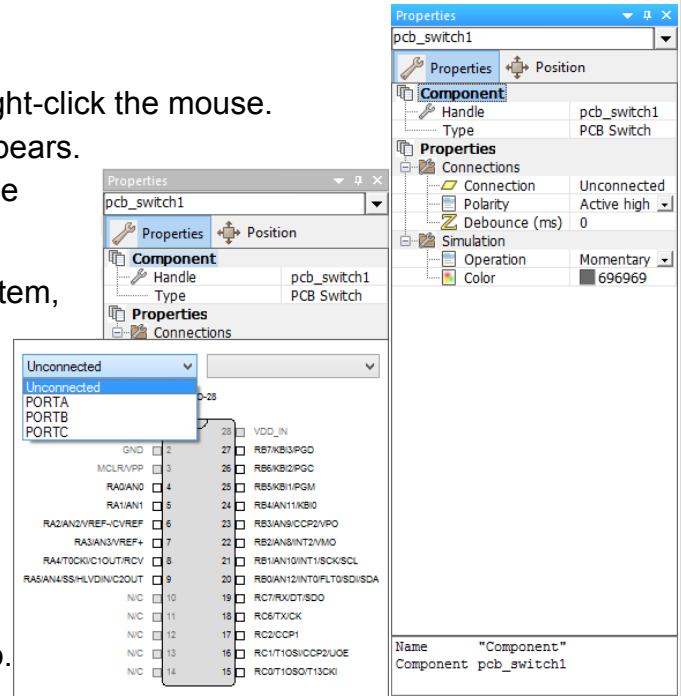 ght-click the mouse.
pears.
e
tem,
o.
Properties
pcb_switch1
Properties Position
Component
Handle pcb_switch1
Type PCB Switch
Properties
Connections
Unconnected
Unconnected
PORTA
PORTB
PORTC
O-28
28 VDD_IN
GND 2 27 RB7/KBI3/PGD
MCLR/VPP 3 26 RB6/KBI2/PGC
RA0/AN0 4 25 RB5/KBI1/PGM
RA1/AN1 5 24 RB4/AN11/KBI0
RA2/AN2/VREF-/CVREF 6 23 RB3/AN9/CCP2/VPO
RA3/AN3/VREF+ 7 22 RB2/AN8/INT2/VMO
RA4/T0CKI/C1OUT/RCV 8 21 RB1/AN10/INT1/SCK/SCL
RA5/AN4/SS/HLVDIN/C2OUT 9 20 RB0/AN12/INT0/FLT0/SDI/SDA
N/C 10 19 RC7/RX/DT/SDO
N/C 11 18 RC6/TX/CK
N/C 12 17 RC2/CCP1
N/C 13 16 RC1/T1OSI/CCP2/UOE
N/C 14 15 RC0/T1OSO/T13CKI
Properties
pcb_switch1
Properties Position
Component
Handle pcb_switch1
Type PCB Switch
Properties
Connections
Connection Unconnected
Polarity Active high
Debounce (ms) 0
Simulation
Operation Momentary
Color 696969
Name "Component"
Component pcb_switch1